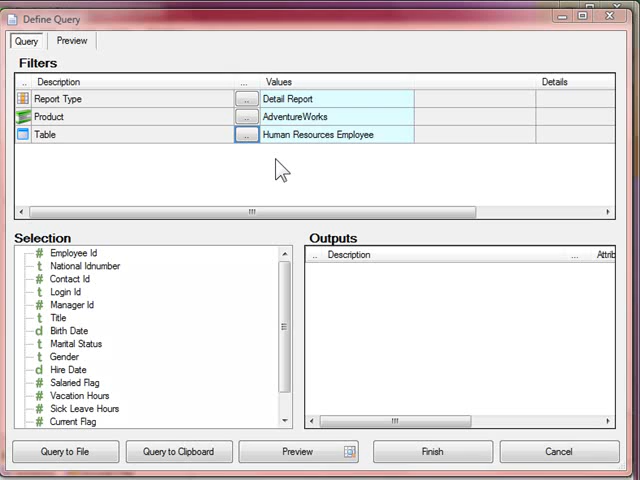 Define Query
Query Preview
Filters
.. Description ... Values Details
Report Type .. Detail Report
Product .. AdventureWorks
Table .. Human Resources Employee
Selection
# Employee Id
t National Idnumber
# Contact Id
t Login Id
# Manager Id
t Title
d Birth Date
t Marital Status
t Gender
d Hire Date
# Salaried Flag
# Vacation Hours
# Sick Leave Hours
# Current Flag
Outputs
.. Description ... Attrib
Query to File Query to Clipboard Preview Finish Cancel